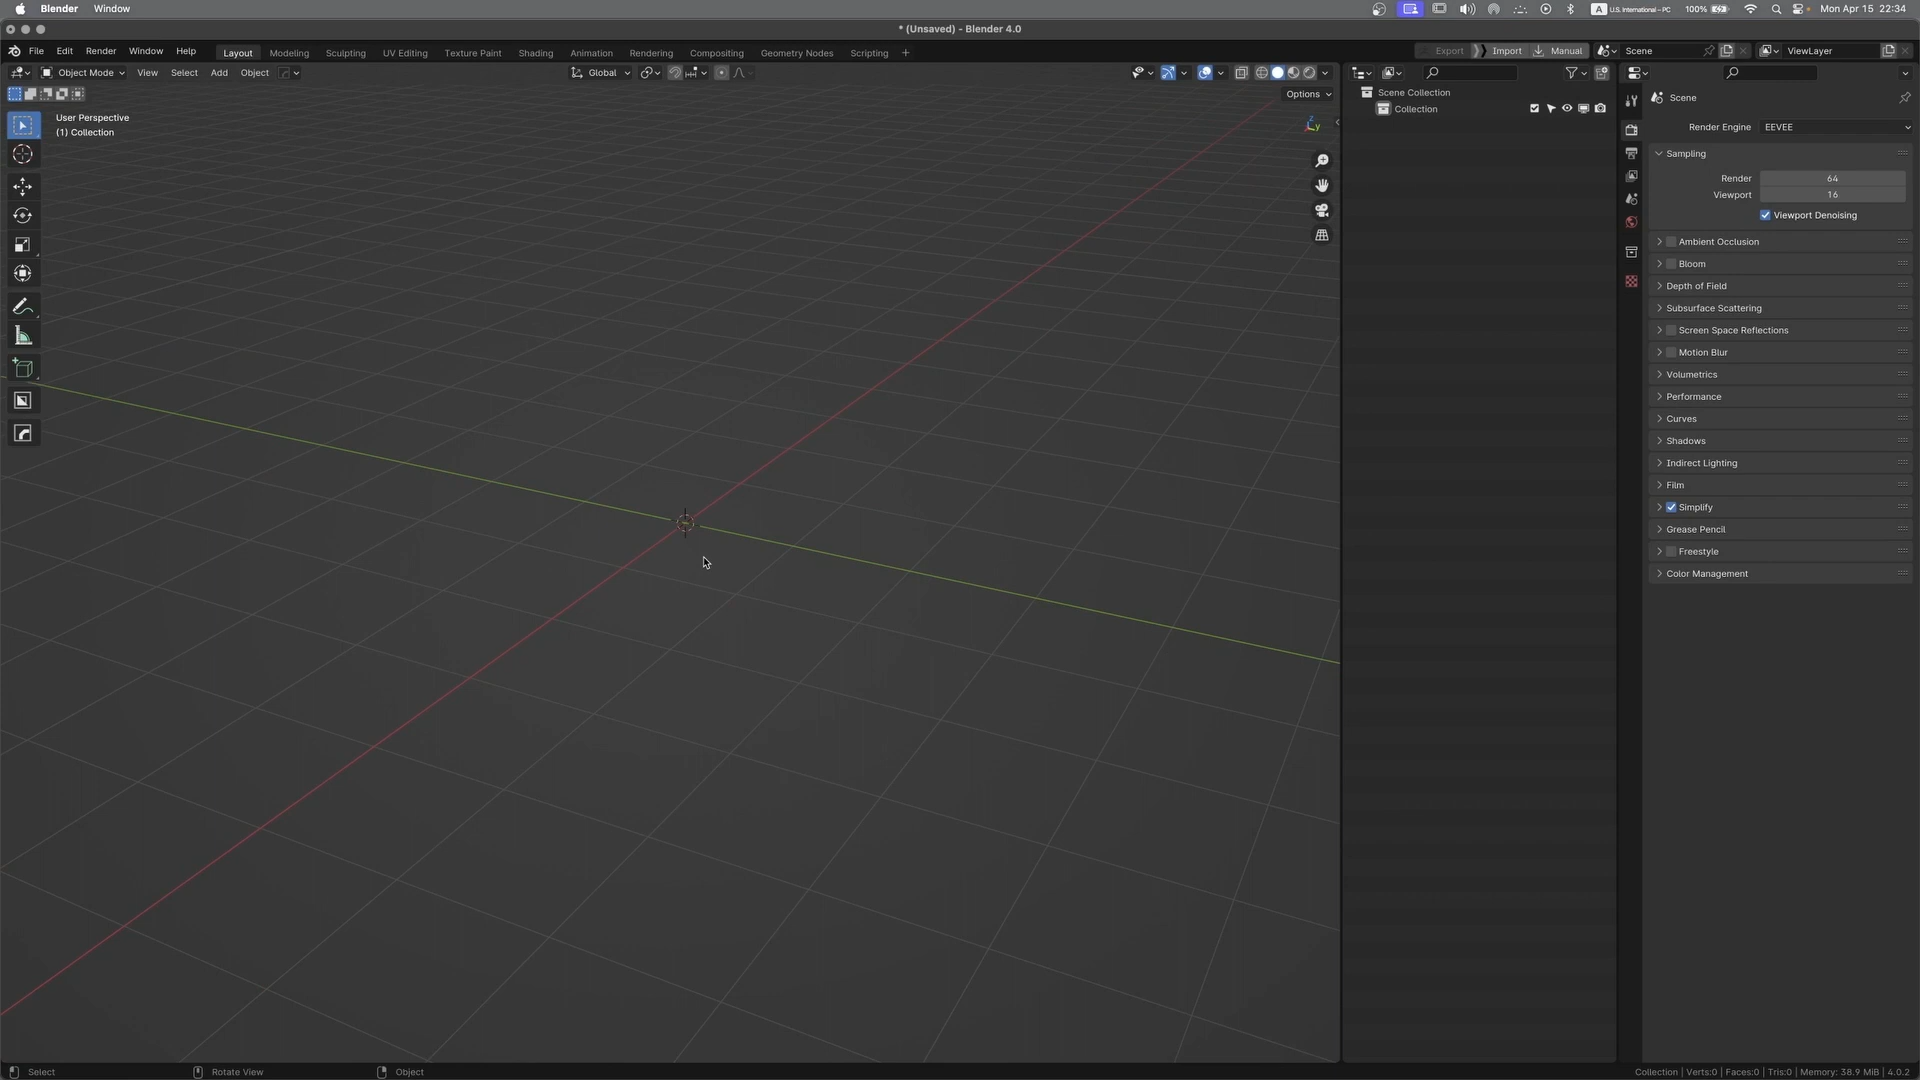 Blender Window
A U.S. International – PC 100% Mon Apr 15 22:34
* (Unsaved) - Blender 4.0
File Edit Render Window Help Layout Modeling Sculpting UV Editing Texture Paint Shading Animation Rendering Compositing Geometry Nodes Scripting +
Export Import Manual Scene ViewLayer
Object Mode View Select Add Object Global
Options
User Perspective
(1) Collection
Z
Y
Scene Collection
Collection
Scene
Render Engine EEVEE
Sampling
Render 64
Viewport 16
Viewport Denoising
Ambient Occlusion
Bloom
Depth of Field
Subsurface Scattering
Screen Space Reflections
Motion Blur
Volumetrics
Performance
Curves
Shadows
Indirect Lighting
Film
Simplify
Grease Pencil
Freestyle
Color Management
Select Rotate View Object
Collection | Verts:0 | Faces:0 | Tris:0 | Memory: 38.9 MiB | 4.0.2